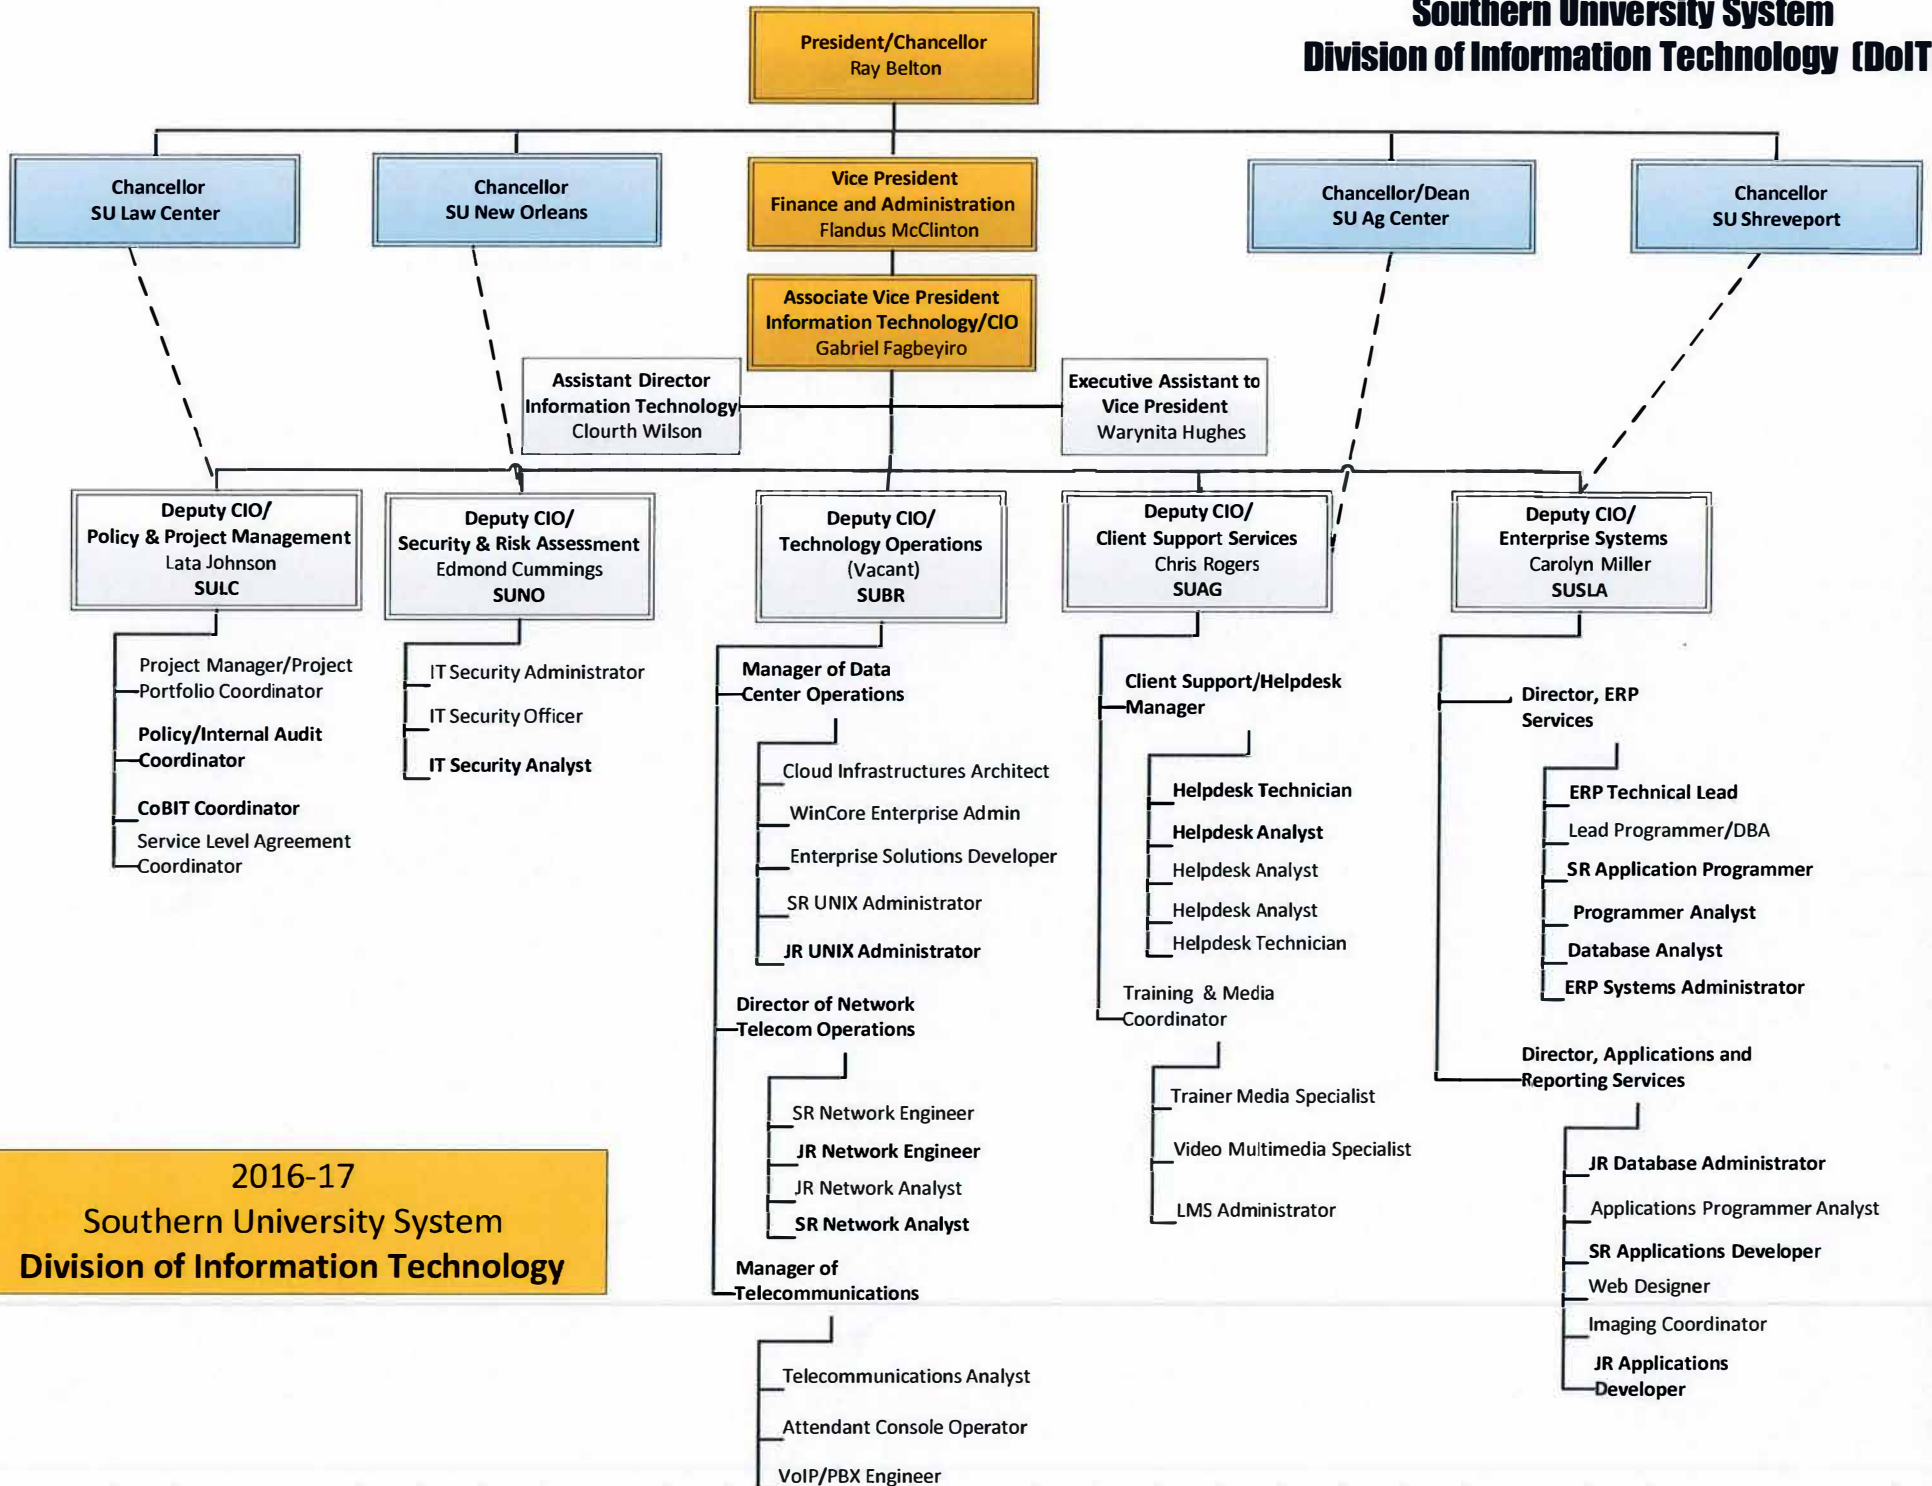 Southern University System
Division of Information Technology (DoIT
President/Chancellor
Ray Belton
Chancellor
SU Law Center
Chancellor
SU New Orleans
Vice President
Finance and Administration
Flandus McClinton
Chancellor/Dean
SU Ag Center
Chancellor
SU Shreveport
Associate Vice President
Information Technology/CIO
Gabriel Fagbeyiro
Assistant Director
Information Technology
Clourth Wilson
Executive Assistant to
Vice President
Warynita Hughes
Deputy CIO/
Policy & Project Management
Lata Johnson
SULC
Project Manager/Project
Portfolio Coordinator
Policy/Internal Audit
Coordinator
CoBIT Coordinator
Service Level Agreement
Coordinator
Deputy CIO/
Security & Risk Assessment
Edmond Cummings
SUNO
IT Security Administrator
IT Security Officer
IT Security Analyst
Deputy CIO/
Technology Operations
(Vacant)
SUBR
Manager of Data
Center Operations
Cloud Infrastructures Architect
WinCore Enterprise Admin
Enterprise Solutions Developer
SR UNIX Administrator
JR UNIX Administrator
Director of Network
Telecom Operations
SR Network Engineer
JR Network Engineer
JR Network Analyst
SR Network Analyst
Manager of
Telecommunications
Telecommunications Analyst
Attendant Console Operator
VoIP/PBX Engineer
Deputy CIO/
Client Support Services
Chris Rogers
SUAG
Client Support/Helpdesk
Manager
Helpdesk Technician
Helpdesk Analyst
Helpdesk Analyst
Helpdesk Analyst
Helpdesk Technician
Training & Media
Coordinator
Trainer Media Specialist
Video Multimedia Specialist
LMS Administrator
Deputy CIO/
Enterprise Systems
Carolyn Miller
SUSLA
Director, ERP
Services
ERP Technical Lead
Lead Programmer/DBA
SR Application Programmer
Programmer Analyst
Database Analyst
ERP Systems Administrator
Director, Applications and
Reporting Services
JR Database Administrator
Applications Programmer Analyst
SR Applications Developer
Web Designer
Imaging Coordinator
JR Applications
Developer
2016-17
Southern University System
Division of Information Technology